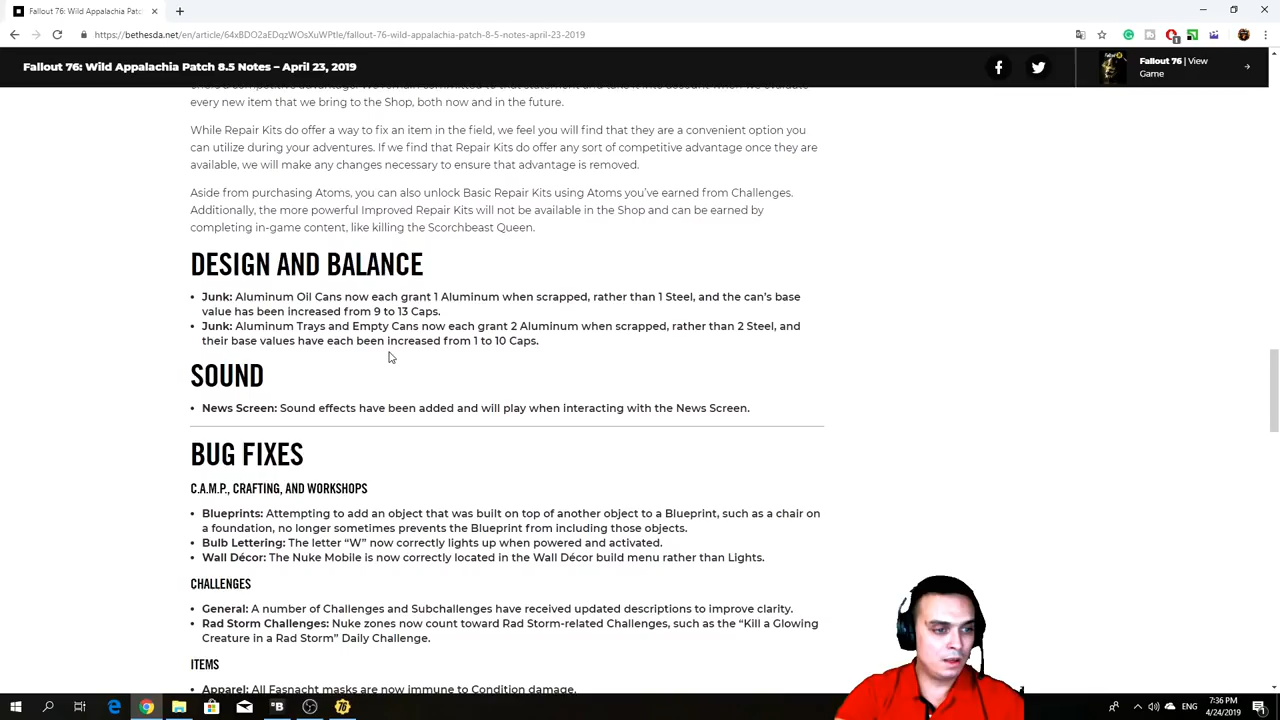 Fallout 76: Wild Appalachia Patc
https://bethesda.net/en/article/64xBDO2aEDqzWOsXuWPtle/fallout-76-wild-appalachia-patch-8-5-notes-april-23-2019
Fallout 76: Wild Appalachia Patch 8.5 Notes – April 23, 2019
Fallout 76 | View
Game
every new item that we bring to the Shop, both now and in the future.
While Repair Kits do offer a way to fix an item in the field, we feel you will find that they are a convenient option you
can utilize during your adventures. If we find that Repair Kits do offer any sort of competitive advantage once they are
available, we will make any changes necessary to ensure that advantage is removed.
Aside from purchasing Atoms, you can also unlock Basic Repair Kits using Atoms you’ve earned from Challenges.
Additionally, the more powerful Improved Repair Kits will not be available in the Shop and can be earned by
completing in-game content, like killing the Scorchbeast Queen.
DESIGN AND BALANCE
• Junk: Aluminum Oil Cans now each grant 1 Aluminum when scrapped, rather than 1 Steel, and the can’s base
value has been increased from 9 to 13 Caps.
• Junk: Aluminum Trays and Empty Cans now each grant 2 Aluminum when scrapped, rather than 2 Steel, and
their base values have each been increased from 1 to 10 Caps.
SOUND
• News Screen: Sound effects have been added and will play when interacting with the News Screen.
BUG FIXES
C.A.M.P., CRAFTING, AND WORKSHOPS
• Blueprints: Attempting to add an object that was built on top of another object to a Blueprint, such as a chair on
a foundation, no longer sometimes prevents the Blueprint from including those objects.
• Bulb Lettering: The letter “W” now correctly lights up when powered and activated.
• Wall Décor: The Nuke Mobile is now correctly located in the Wall Décor build menu rather than Lights.
CHALLENGES
• General: A number of Challenges and Subchallenges have received updated descriptions to improve clarity.
• Rad Storm Challenges: Nuke zones now count toward Rad Storm-related Challenges, such as the “Kill a Glowing
Creature in a Rad Storm” Daily Challenge.
ITEMS
• Apparel: All Fasnacht masks are now immune to Condition damage.
ENG
7:36 PM
4/24/2019